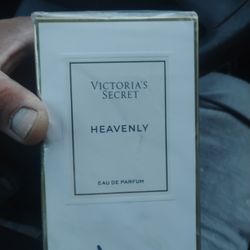 VICTORIA'S
SECRET
HEAVENLY
EAU DE PARFUM